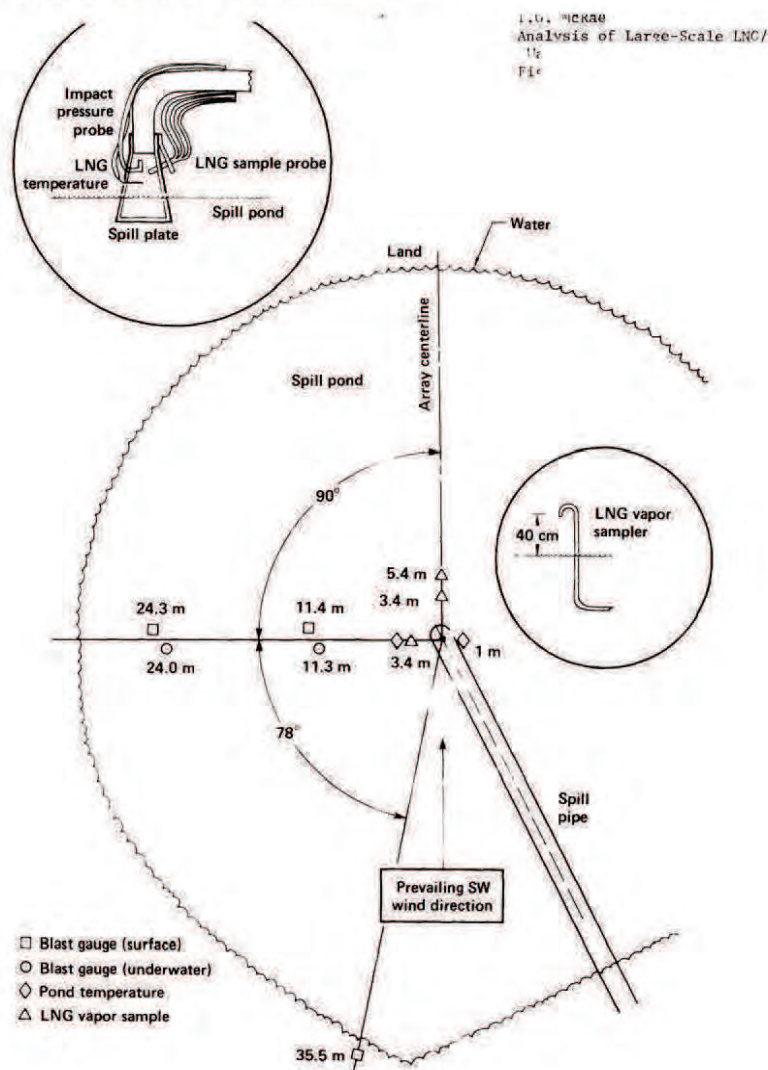 McRae
Analysis of Large-Scale LNG/
Impact
pressure
probe
LNG
temperature
LNG sample probe
Spill pond
Spill plate
Water
Land
Array centerline
Spill pond
90°
LNG vapor
sampler
40 cm
5.4 m
3.4 m
24.3 m
11.4 m
24.0 m
11.3 m
3.4 m
1 m
78°
Spill
pipe
Prevailing SW
wind direction
Blast gauge (surface)
Blast gauge (underwater)
Pond temperature
LNG vapor sample
35.5 m